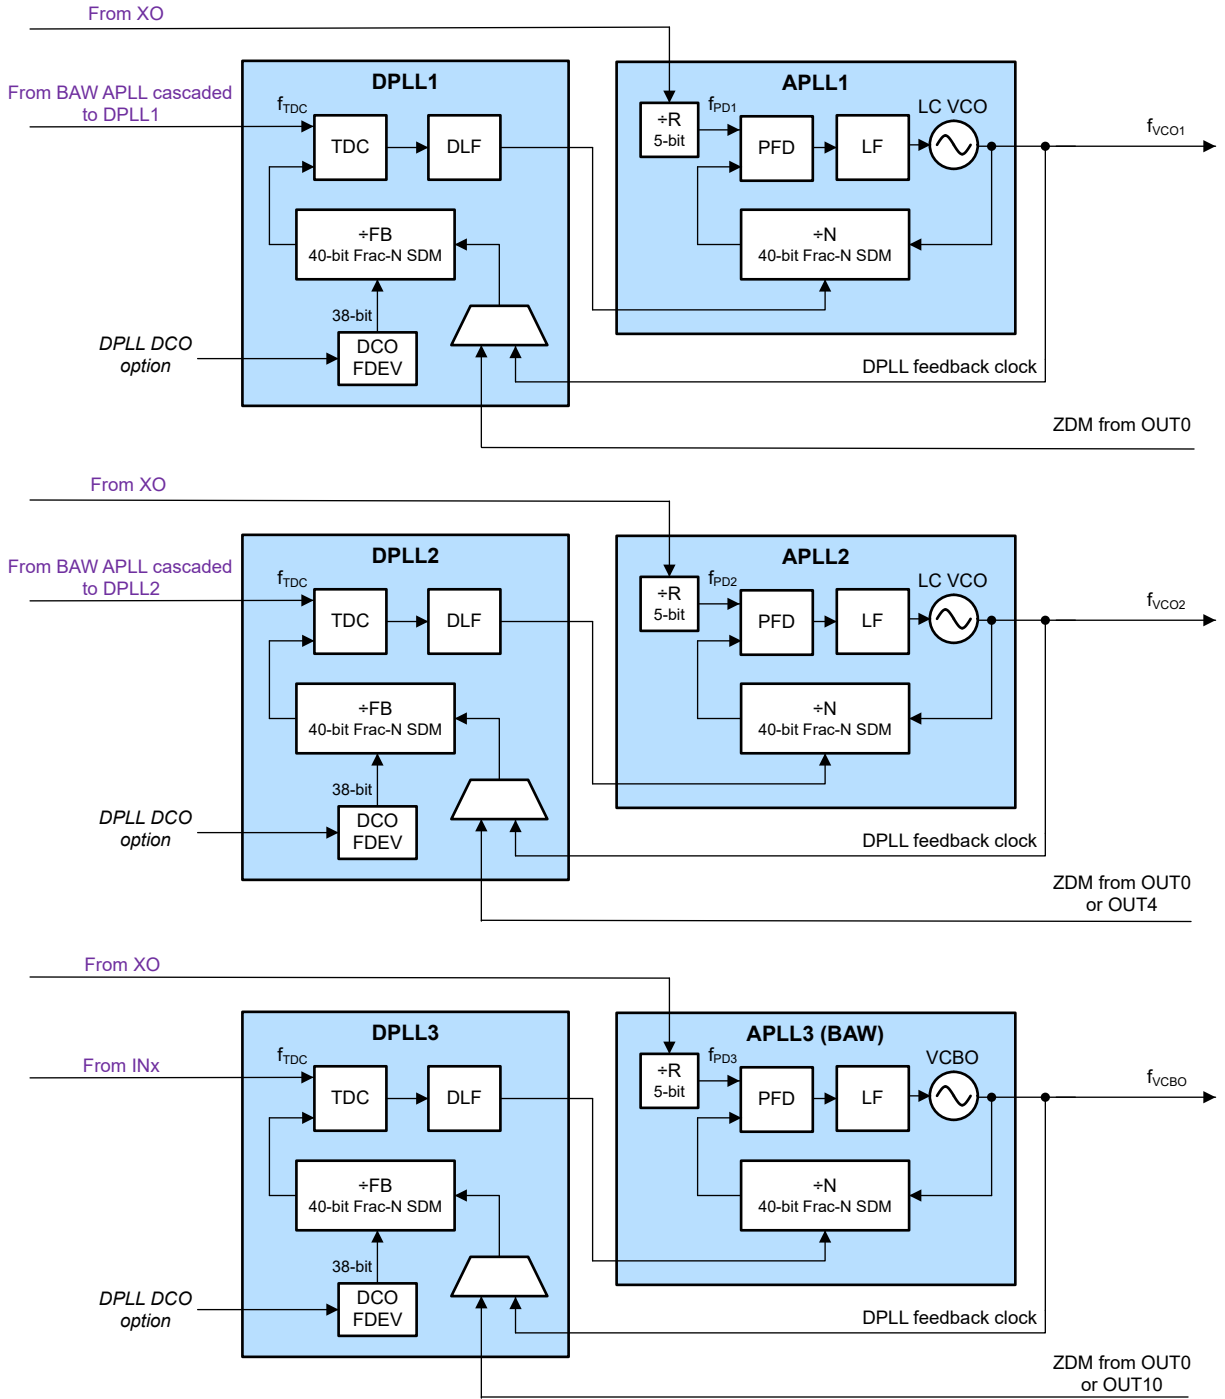 From XO
DPLL1
APLL1
From BAW APLL cascaded
to DPLL1
fTDC
TDC
DLF
÷R
5-bit
fPD1
PFD
LF
LC VCO
fVCO1
÷FB
40-bit Frac-N SDM
÷N
40-bit Frac-N SDM
38-bit
DPLL DCO
option
DCO
FDEV
DPLL feedback clock
ZDM from OUT0
From XO
DPLL2
APLL2
From BAW APLL cascaded
to DPLL2
fTDC
TDC
DLF
÷R
5-bit
fPD2
PFD
LF
LC VCO
fVCO2
÷FB
40-bit Frac-N SDM
÷N
40-bit Frac-N SDM
38-bit
DPLL DCO
option
DCO
FDEV
DPLL feedback clock
ZDM from OUT0
or OUT4
From XO
DPLL3
APLL3 (BAW)
From INx
fTDC
TDC
DLF
÷R
5-bit
fPD3
PFD
LF
VCBO
fVCBO
÷FB
40-bit Frac-N SDM
÷N
40-bit Frac-N SDM
38-bit
DPLL DCO
option
DCO
FDEV
DPLL feedback clock
ZDM from OUT0
or OUT10